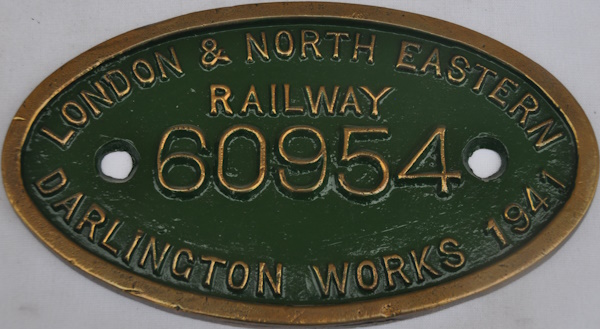 LONDON & NORTH EASTERN
RAILWAY
60954
DARLINGTON WORKS 1941